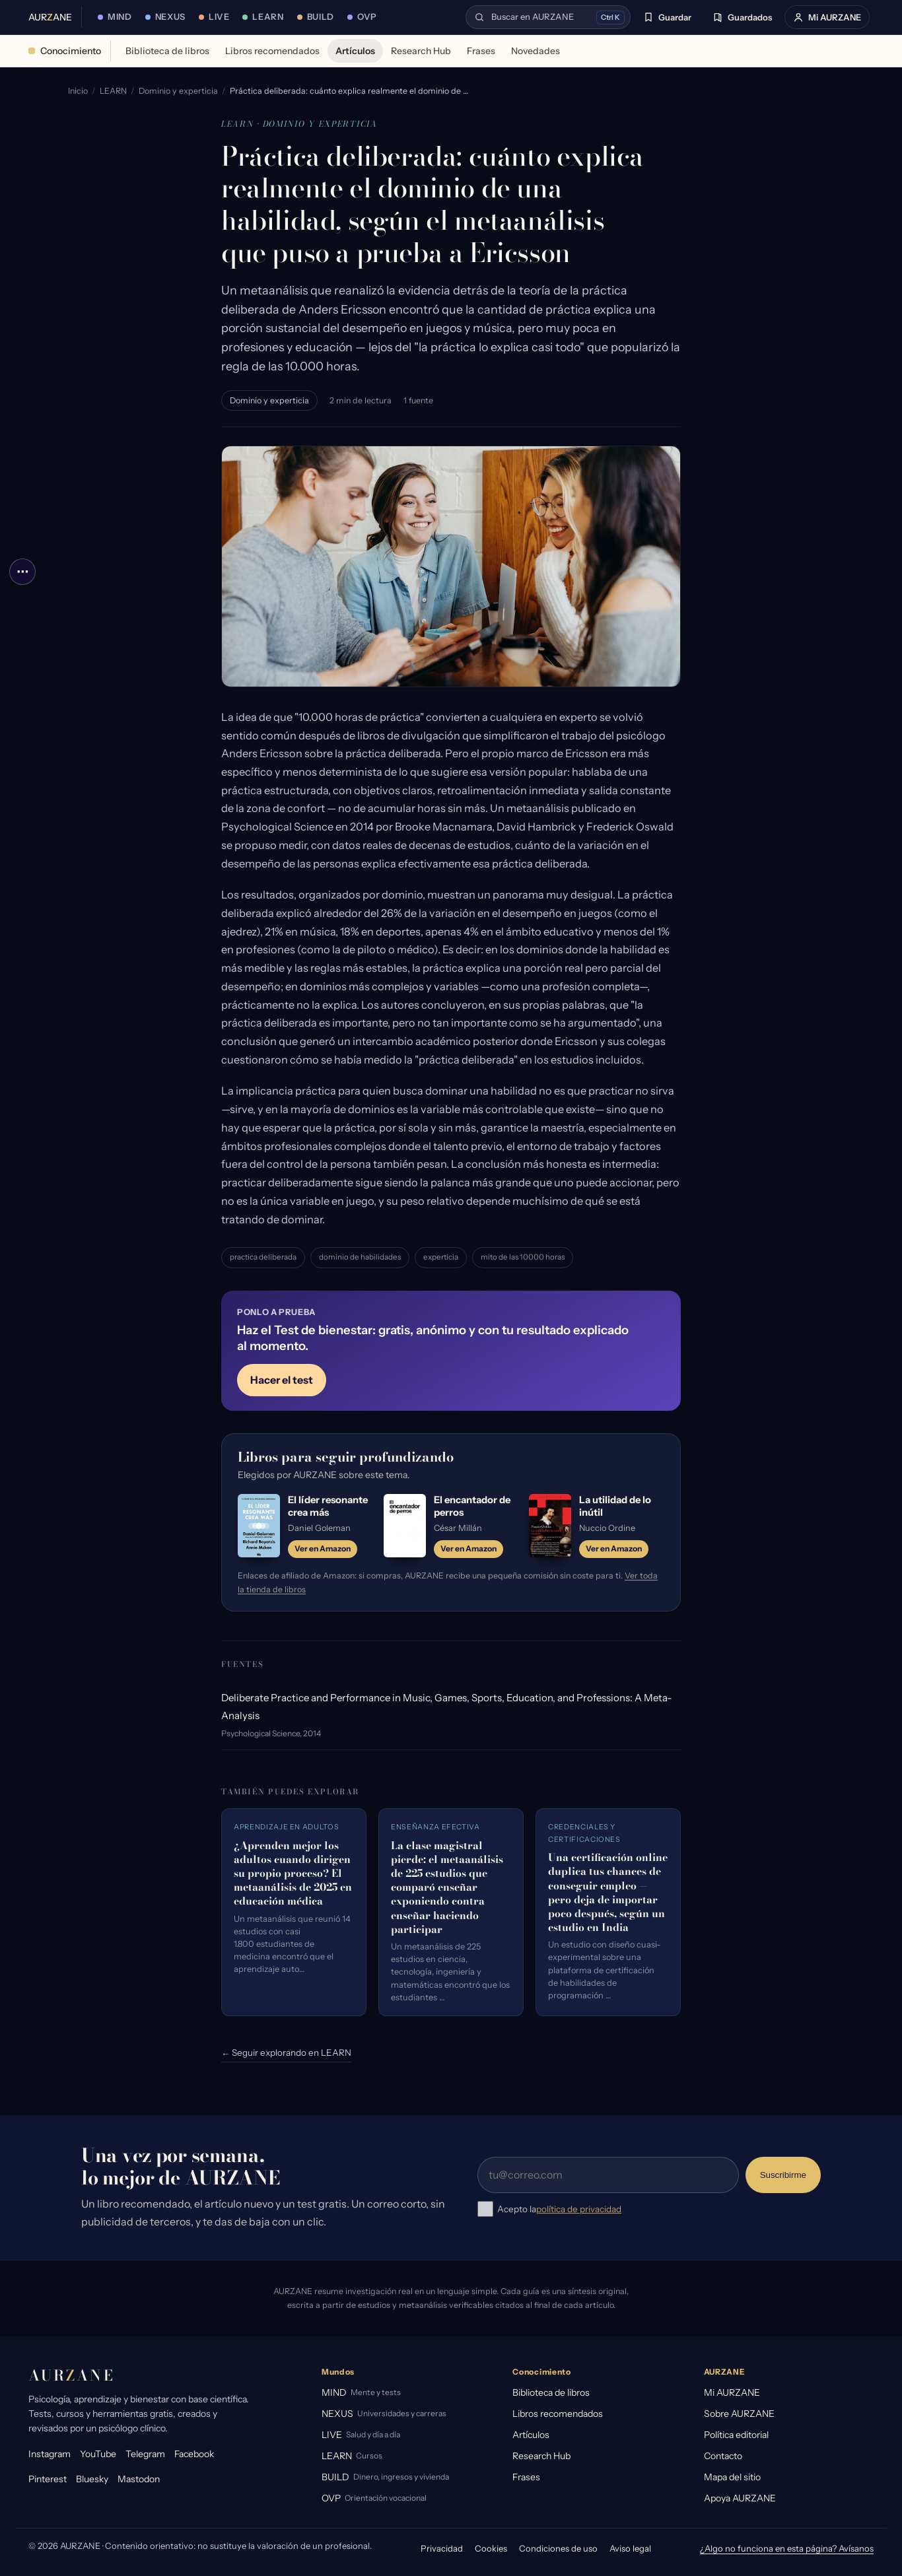 AURZANE
MIND
NEXUS
LIVE
LEARN
BUILD
OVP
Buscar en AURZANE
Ctrl K
Guardar
Guardados
Mi AURZANE
Conocimiento
Biblioteca de libros
Libros recomendados
Artículos
Research Hub
Frases
Novedades
Inicio / LEARN / Dominio y experticia / Práctica deliberada: cuánto explica realmente el dominio de ...
LEARN · DOMINIO Y EXPERTICIA
Práctica deliberada: cuánto explica
realmente el dominio de una
habilidad, según el metaanálisis
que puso a prueba a Ericsson
Un metaanálisis que reanalizó la evidencia detrás de la teoría de la práctica
deliberada de Anders Ericsson encontró que la cantidad de práctica explica una
porción sustancial del desempeño en juegos y música, pero muy poca en
profesiones y educación — lejos del "la práctica lo explica casi todo" que popularizó la
regla de las 10.000 horas.
Dominio y experticia
2 min de lectura
1 fuente
La idea de que "10.000 horas de práctica" convierten a cualquiera en experto se volvió
sentido común después de libros de divulgación que simplificaron el trabajo del psicólogo
Anders Ericsson sobre la práctica deliberada. Pero el propio marco de Ericsson era más
específico y menos determinista de lo que sugiere esa versión popular: hablaba de una
práctica estructurada, con objetivos claros, retroalimentación inmediata y salida constante
de la zona de confort — no de acumular horas sin más. Un metaanálisis publicado en
Psychological Science en 2014 por Brooke Macnamara, David Hambrick y Frederick Oswald
se propuso medir, con datos reales de decenas de estudios, cuánto de la variación en el
desempeño de las personas explica efectivamente esa práctica deliberada.
Los resultados, organizados por dominio, muestran un panorama muy desigual. La práctica
deliberada explicó alrededor del 26% de la variación en el desempeño en juegos (como el
ajedrez), 21% en música, 18% en deportes, apenas 4% en el ámbito educativo y menos del 1%
en profesiones (como la de piloto o médico). Es decir: en los dominios donde la habilidad es
más medible y las reglas más estables, la práctica explica una porción real pero parcial del
desempeño; en dominios más complejos y variables —como una profesión completa—,
prácticamente no la explica. Los autores concluyeron, en sus propias palabras, que "la
práctica deliberada es importante, pero no tan importante como se ha argumentado", una
conclusión que generó un intercambio académico posterior donde Ericsson y sus colegas
cuestionaron cómo se había medido la "práctica deliberada" en los estudios incluidos.
La implicancia práctica para quien busca dominar una habilidad no es que practicar no sirva
—sirve, y en la mayoría de dominios es la variable más controlable que existe— sino que no
hay que esperar que la práctica, por sí sola y sin más, garantice la maestría, especialmente en
ámbitos profesionales complejos donde el talento previo, el entorno de trabajo y factores
fuera del control de la persona también pesan. La conclusión más honesta es intermedia:
practicar deliberadamente sigue siendo la palanca más grande que uno puede accionar, pero
no es la única variable en juego, y su peso relativo depende muchísimo de qué se está
tratando de dominar.
practica deliberada
dominio de habilidades
experticia
mito de las 10000 horas
PONLO A PRUEBA
Haz el Test de bienestar: gratis, anónimo y con tu resultado explicado
al momento.
Hacer el test
Libros para seguir profundizando
Elegidos por AURZANE sobre este tema.
El líder resonante
crea más
Daniel Goleman
Ver en Amazon
El encantador de
perros
César Millán
Ver en Amazon
La utilidad de lo
inútil
Nuccio Ordine
Ver en Amazon
EL LÍDER
RESONANTE
CREA MÁS
Daniel Goleman
Richard Boyatzis
Annie McKee
El
encantador
de perros
Enlaces de afiliado de Amazon: si compras, AURZANE recibe una pequeña comisión sin coste para ti. Ver toda
la tienda de libros
FUENTES
Deliberate Practice and Performance in Music, Games, Sports, Education, and Professions: A Meta-
Analysis
Psychological Science, 2014
TAMBIÉN PUEDES EXPLORAR
APRENDIZAJE EN ADULTOS
¿Aprenden mejor los
adultos cuando dirigen
su propio proceso? El
metaanálisis de 2025 en
educación médica
Un metaanálisis que reunió 14
estudios con casi
1.800 estudiantes de
medicina encontró que el
aprendizaje auto...
ENSEÑANZA EFECTIVA
La clase magistral
pierde: el metaanálisis
de 225 estudios que
comparó enseñar
exponiendo contra
enseñar haciendo
participar
Un metaanálisis de 225
estudios en ciencia,
tecnología, ingeniería y
matemáticas encontró que los
estudiantes ...
CREDENCIALES Y
CERTIFICACIONES
Una certificación online
duplica tus chances de
conseguir empleo —
pero deja de importar
poco después, según un
estudio en India
Un estudio con diseño cuasi-
experimental sobre una
plataforma de certificación
de habilidades de
programación ...
← Seguir explorando en LEARN
Una vez por semana,
lo mejor de AURZANE
Un libro recomendado, el artículo nuevo y un test gratis. Un correo corto, sin
publicidad de terceros, y te das de baja con un clic.
tu@correo.com
Suscribirme
Acepto la política de privacidad
AURZANE resume investigación real en un lenguaje simple. Cada guía es una síntesis original,
escrita a partir de estudios y metaanálisis verificables citados al final de cada artículo.
AURZANE
Psicología, aprendizaje y bienestar con base científica.
Tests, cursos y herramientas gratis, creados y
revisados por un psicólogo clínico.
Instagram YouTube Telegram Facebook
Pinterest Bluesky Mastodon
Mundos
MIND Mente y tests
NEXUS Universidades y carreras
LIVE Salud y día a día
LEARN Cursos
BUILD Dinero, ingresos y vivienda
OVP Orientación vocacional
Conocimiento
Biblioteca de libros
Libros recomendados
Artículos
Research Hub
Frases
AURZANE
Mi AURZANE
Sobre AURZANE
Política editorial
Contacto
Mapa del sitio
Apoya AURZANE
© 2026 AURZANE · Contenido orientativo: no sustituye la valoración de un profesional.
Privacidad
Cookies
Condiciones de uso
Aviso legal
¿Algo no funciona en esta página? Avísanos